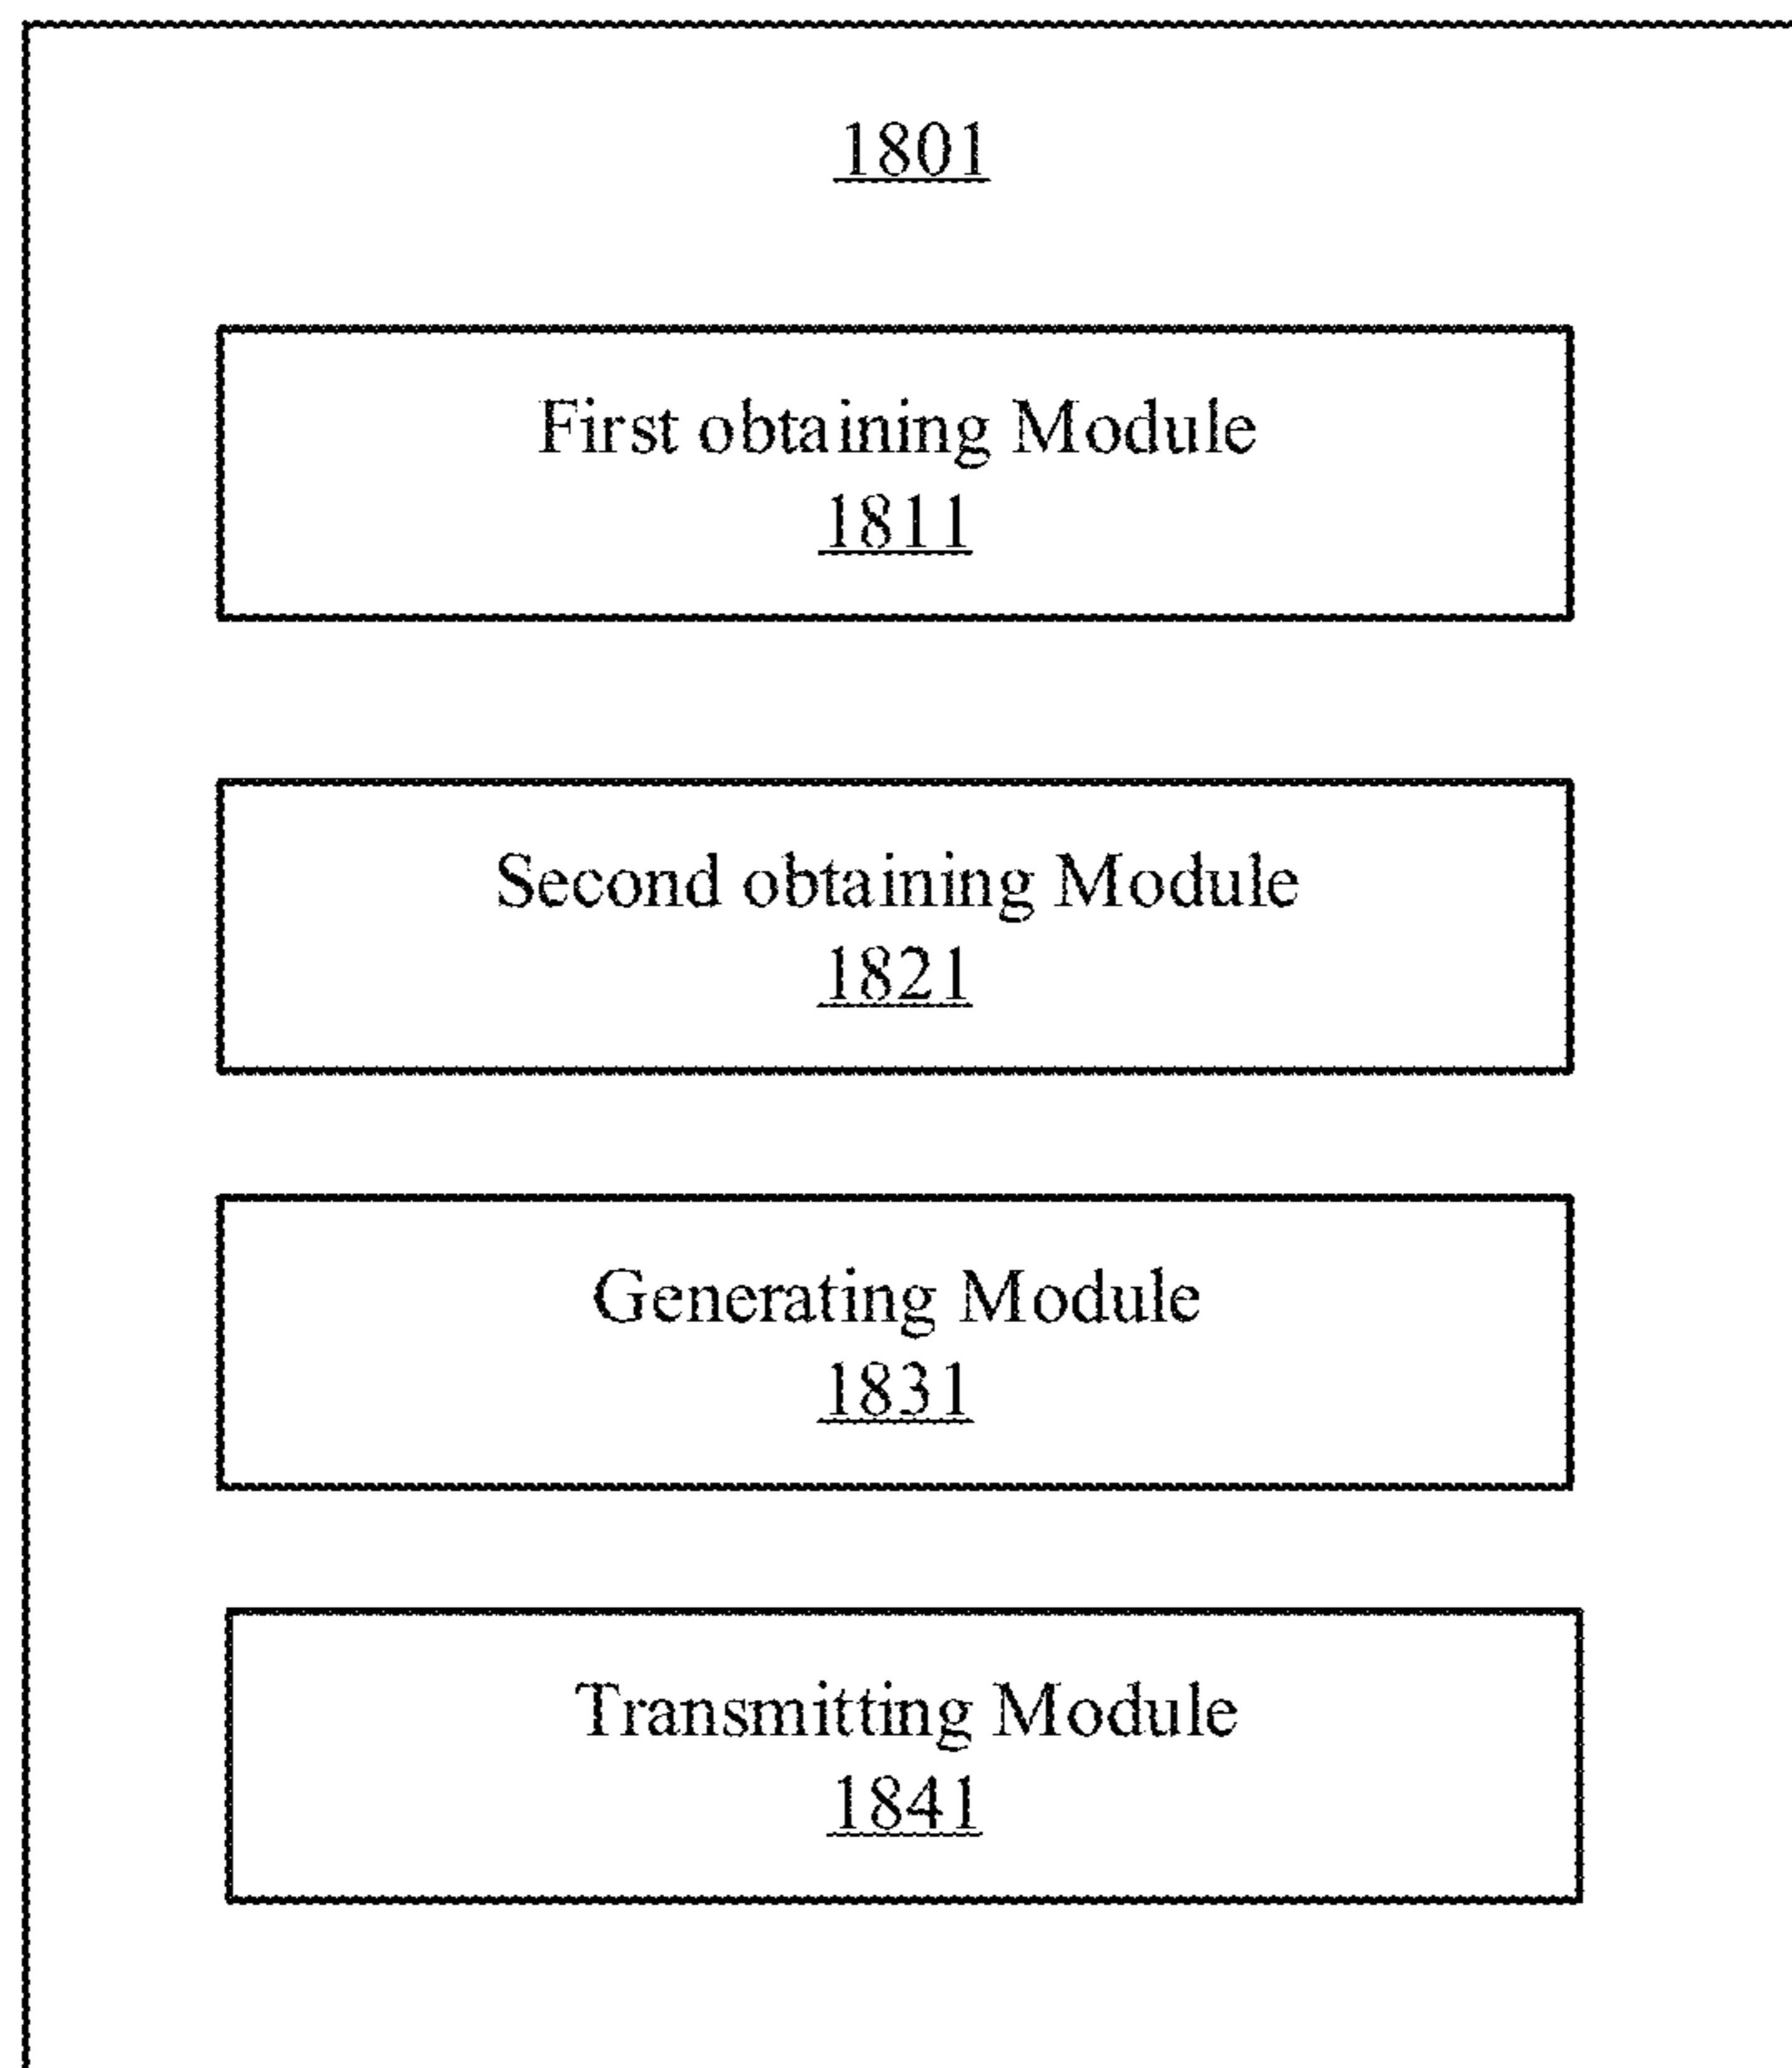 1801
First obtaining Module
1811
Second obtaining Module
1821
Generating Module
1831
Transmitting Module
1841